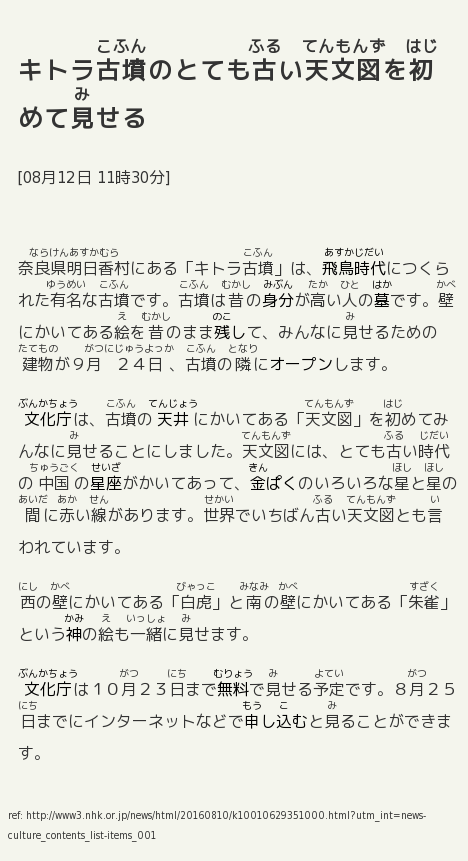 キトラ古墳のとても古い天文図を初
めて見せる
[08月12日 11時30分]
奈良県明日香村にある「キトラ古墳」は、飛鳥時代につくら
れた有名な古墳です。古墳は昔の身分が高い人の墓です。壁
にかいてある絵を昔のまま残して、みんなに見せるための
建物が９月　２４日 、古墳の隣にオープンします。
文化庁は、古墳の天井にかいてある「天文図」を初めてみ
んなに見せることにしました。天文図には、とても古い時代
の中国の星座がかいてあって、金ぱくのいろいろな星と星の
間に赤い線があります。世界でいちばん古い天文図とも言
われています。
西の壁にかいてある「白虎」と南の壁にかいてある「朱雀」
という神の絵も一緒に見せます。
文化庁は１０月２３日まで無料で見せる予定です。８月２５
日までにインターネットなどで申し込むと見ることができま
す。
ref: http://www3.nhk.or.jp/news/html/20160810/k10010629351000.html?utm_int=news-
culture_contents_list-items_001